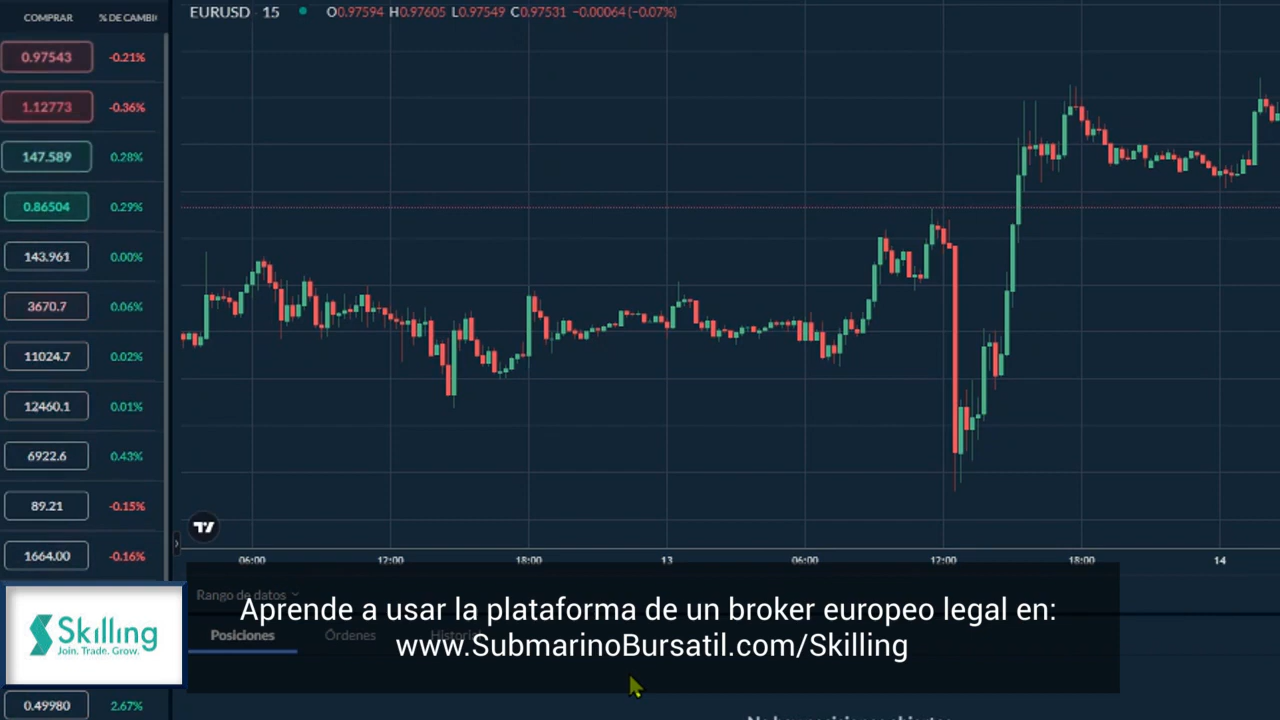 COMPRAR % DE CAMBI
EURUSD · 15 O0.97594 H0.97605 L0.97549 C0.97531 −0.00064 (−0.07%)
0.97543 -0.21%
1.12773 -0.36%
147.589 0.28%
0.86504 0.29%
143.961 0.00%
3670.7 0.06%
11024.7 0.02%
12460.1 0.01%
6922.6 0.43%
89.21 -0.15%
1664.00 -0.16%
0.49980 2.67%
06:00 12:00 18:00 13 06:00 12:00 18:00 14
Rango de datos
Posiciones Órdenes Historial
Skilling
Join. Trade. Grow.
Aprende a usar la plataforma de un broker europeo legal en:
www.SubmarinoBursatil.com/Skilling